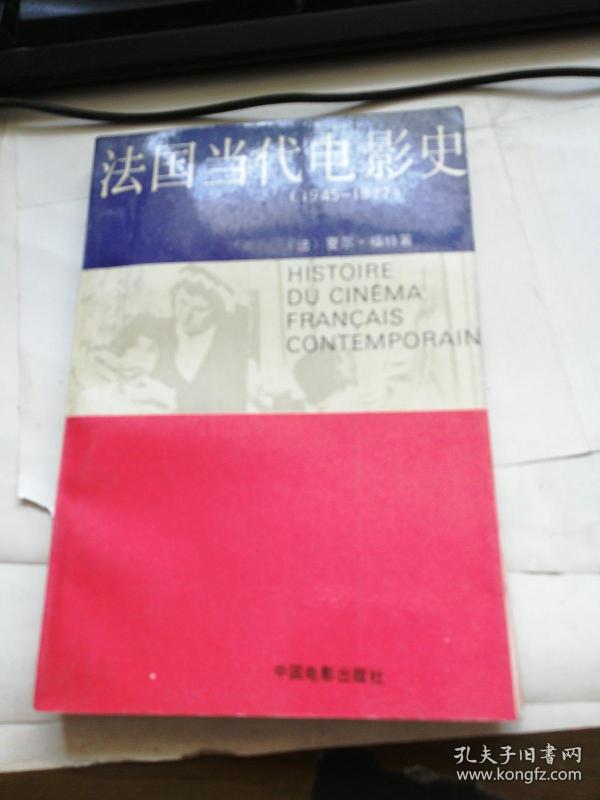 法国当代电影史
(1945-1977)
法）夏尔·福特著
HISTOIRE
DU CINÉMA
FRANÇAIS
CONTEMPORAIN
中国电影出版社
孔夫子旧书网
www.kongfz.com